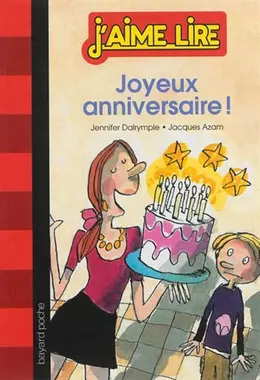 j'AIME LIRE
Joyeux
anniversaire !
Jennifer Dalrymple • Jacques Azam
bayard poche